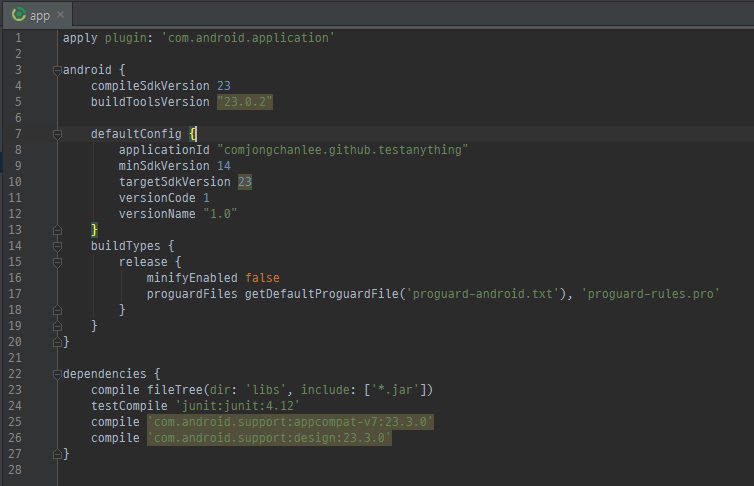 app
1 apply plugin: 'com.android.application'
2
3 android {
4 compileSdkVersion 23
5 buildToolsVersion "23.0.2"
6
7 defaultConfig {
8 applicationId "comjongchanlee.github.testanything"
9 minSdkVersion 14
10 targetSdkVersion 23
11 versionCode 1
12 versionName "1.0"
13 }
14 buildTypes {
15 release {
16 minifyEnabled false
17 proguardFiles getDefaultProguardFile('proguard-android.txt'), 'proguard-rules.pro'
18 }
19 }
20 }
21
22 dependencies {
23 compile fileTree(dir: 'libs', include: ['*.jar'])
24 testCompile 'junit:junit:4.12'
25 compile 'com.android.support:appcompat-v7:23.3.0'
26 compile 'com.android.support:design:23.3.0'
27 }
28